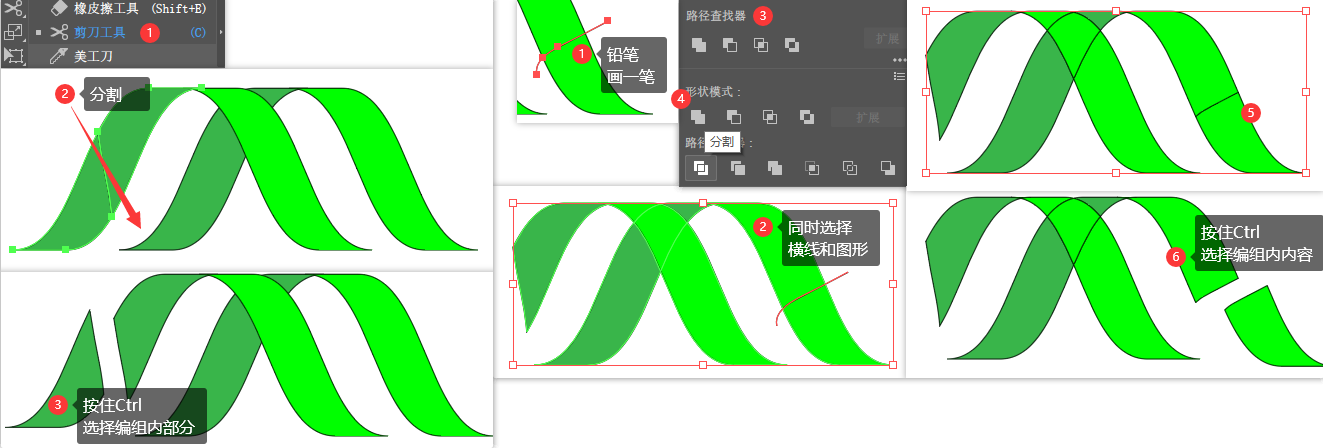 橡皮擦工具 (Shift+E)
剪刀工具 1 (C)
美工刀
2 分割
3 按住Ctrl
选择编组内部分
1 铅笔
画一笔
路径查找器 3
扩展
4 形状模式：
扩展
分割
2 同时选择
横线和图形
5
6 按住Ctrl
选择编组内内容